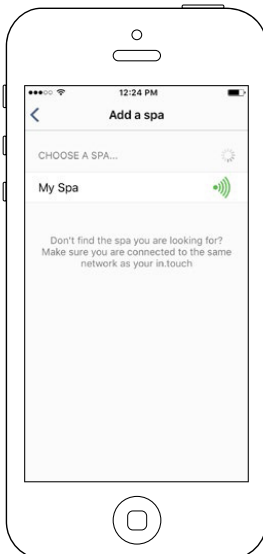 12:24 PM
Add a spa
CHOOSE A SPA...
My Spa
Don't find the spa you are looking for?
Make sure you are connected to the same
network as your in.touch